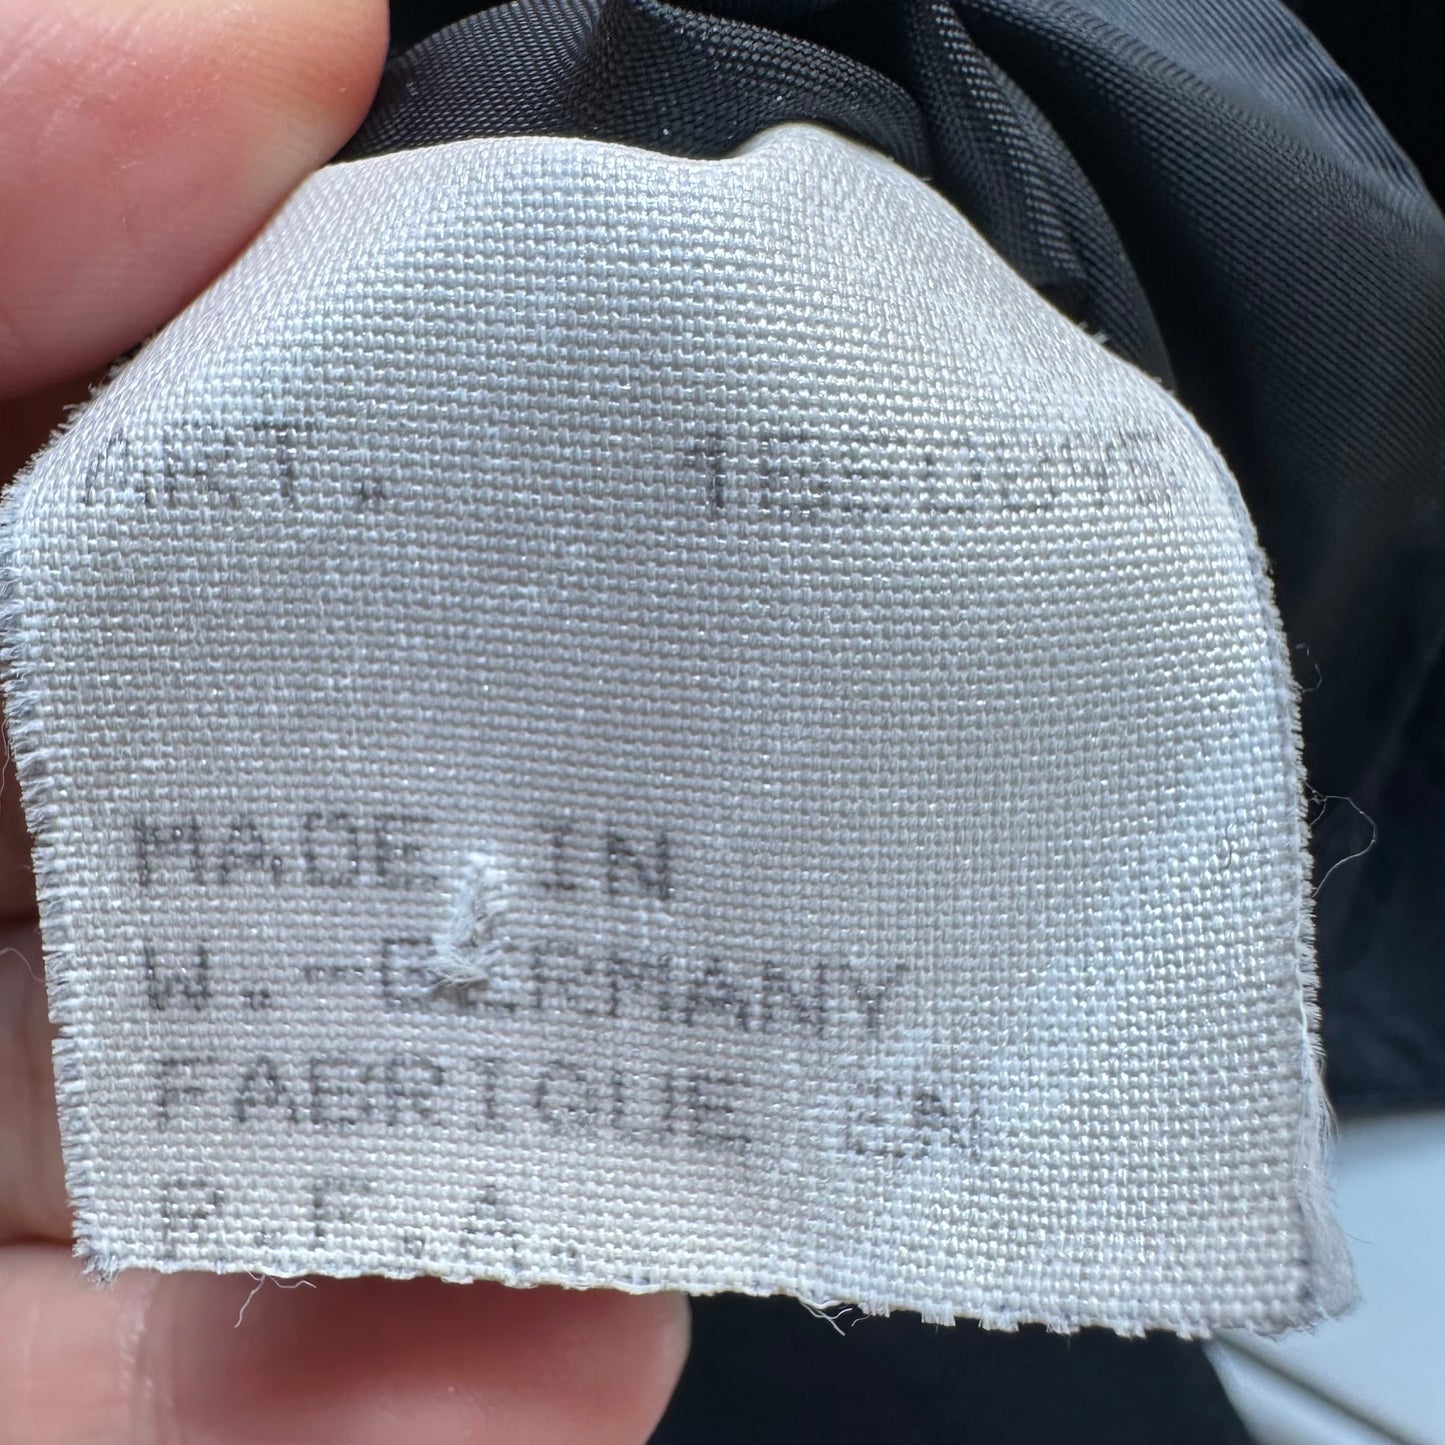 ART.
MADE IN
W.-GERMANY
FABRIQUE EN
R.F.A.